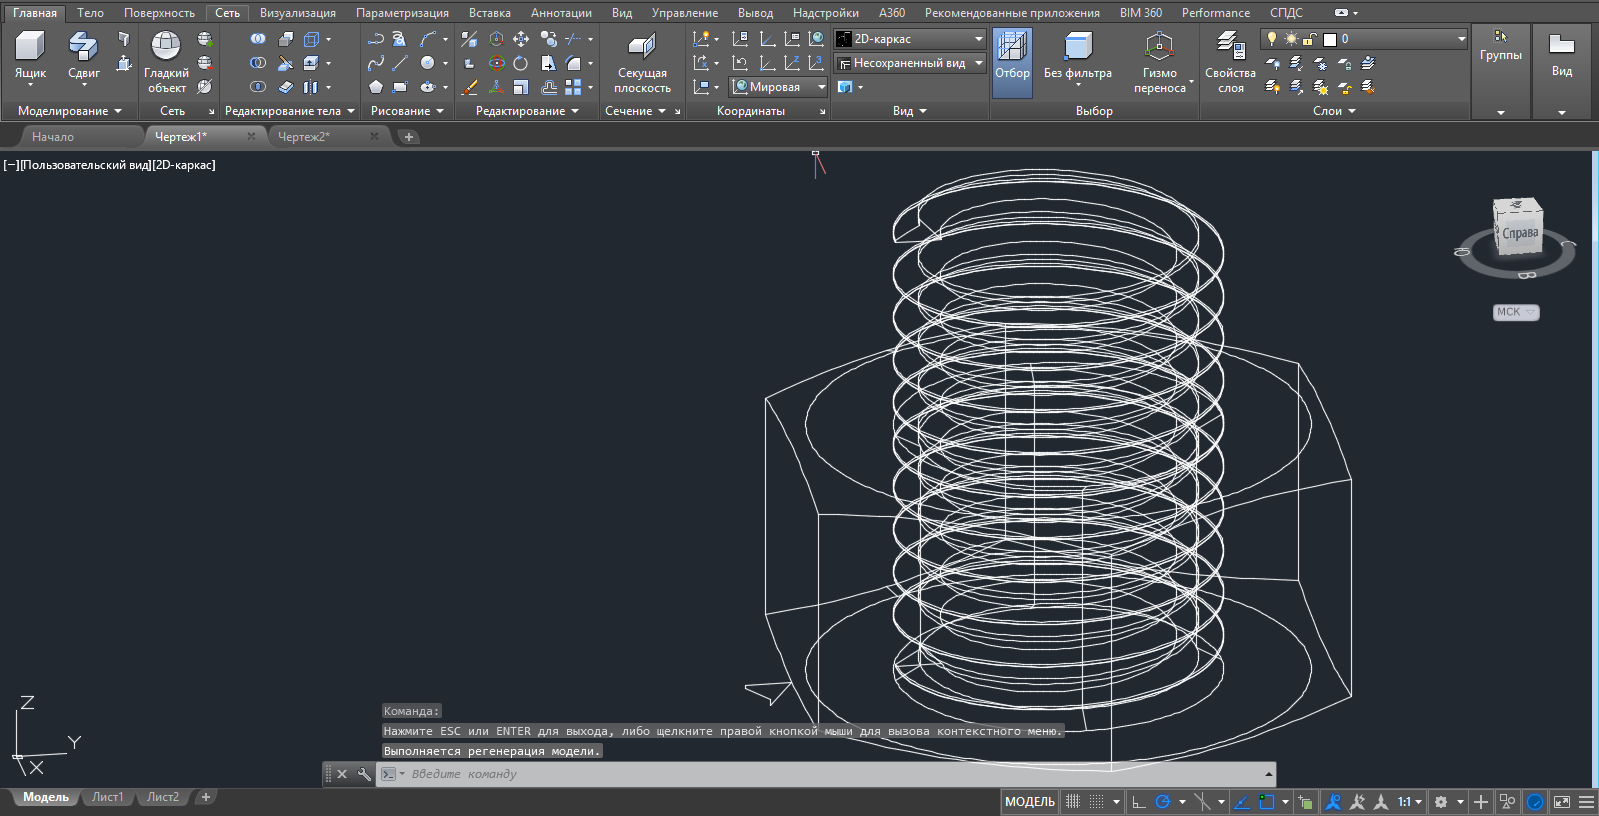 Главная Тело Поверхность Сеть Визуализация Параметризация Вставка Аннотации Вид Управление Вывод Надстройки A360 Рекомендованные приложения BIM 360 Performance СПДС
Ящик
Сдвиг
Гладкий
объект
Секущая
плоскость
2D-каркас
Несохраненный вид
Мировая
Отбор
Без фильтра
Гизмо
переноса
Свойства
слоя
0
Группы
Вид
Моделирование Сеть Редактирование тела Рисование Редактирование Сечение Координаты Вид Выбор Слои
Начало Чертеж1* Чертеж2*
[−][Пользовательский вид][2D-каркас]
Справа
Ю В С
МСК
Z
Y
X
Команда:
Нажмите ESC или ENTER для выхода, либо щелкните правой кнопкой мыши для вызова контекстного меню.
Выполняется регенерация модели.
Введите команду
Модель Лист1 Лист2 +
МОДЕЛЬ 1:1